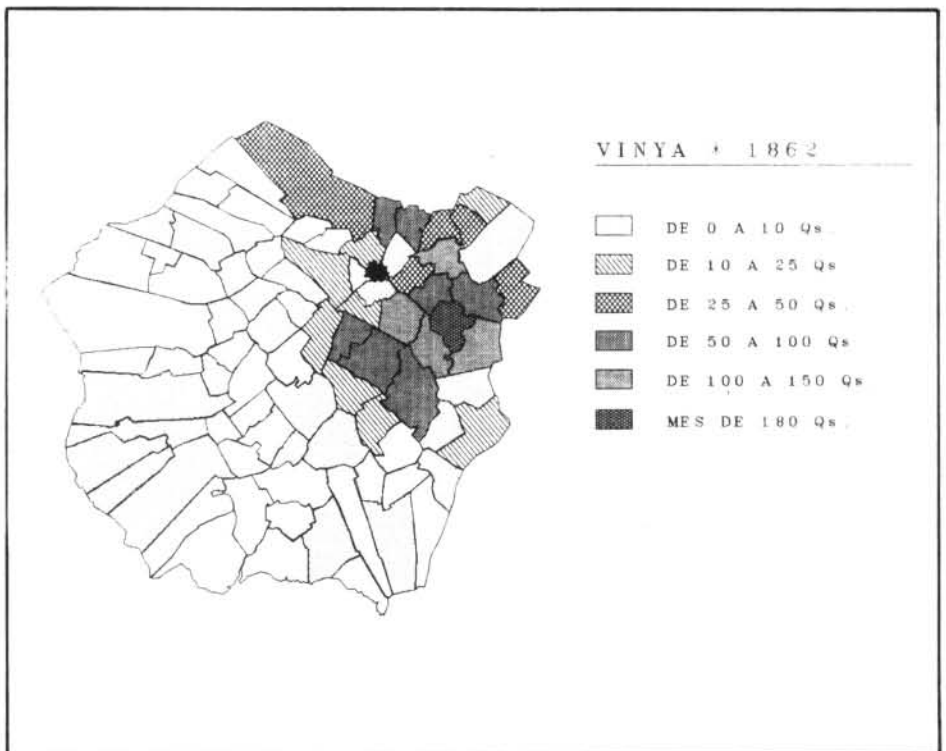 VINYA * 1862
DE 0 A 10 Qs.
DE 10 A 25 Qs
DE 25 A 50 Qs.
DE 50 A 100 Qs
DE 100 A 150 Qs
MES DE 180 Qs.